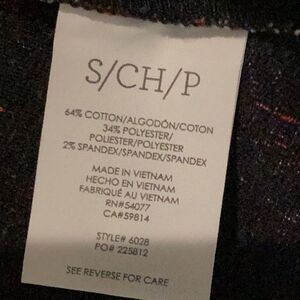 S/CH/P
64% COTTON/ALGODÓN/COTON
34% POLYESTER/
POLIESTER/POLYESTER
2% SPANDEX/SPANDEX/SPANDEX
MADE IN VIETNAM
HECHO EN VIETNAM
FABRIQUÉ AU VIETNAM
RN#54077
CA#59814
STYLE# 6028
PO# 225812
SEE REVERSE FOR CARE